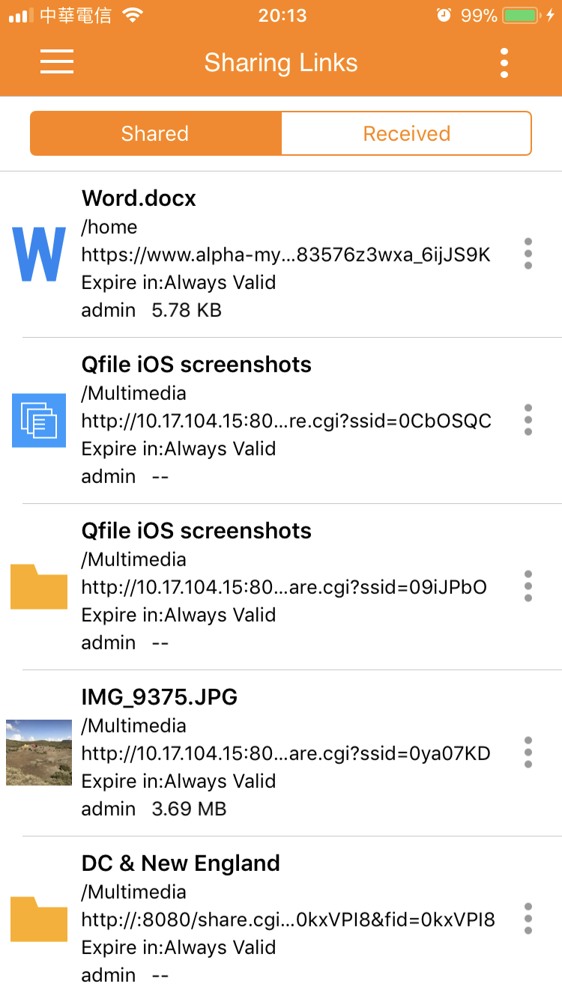 中華電信 20:13 99%
Sharing Links
Shared Received
Word.docx
/home
https://www.alpha-my...83576z3wxa_6ijJS9K
Expire in:Always Valid
admin 5.78 KB
Qfile iOS screenshots
/Multimedia
http://10.17.104.15:80...re.cgi?ssid=0CbOSQC
Expire in:Always Valid
admin --
Qfile iOS screenshots
/Multimedia
http://10.17.104.15:80...are.cgi?ssid=09iJPbO
Expire in:Always Valid
admin --
IMG_9375.JPG
/Multimedia
http://10.17.104.15:80...are.cgi?ssid=0ya07KD
Expire in:Always Valid
admin 3.69 MB
DC & New England
/Multimedia
http://:8080/share.cgi...0kxVPI8&fid=0kxVPI8
Expire in:Always Valid
admin --